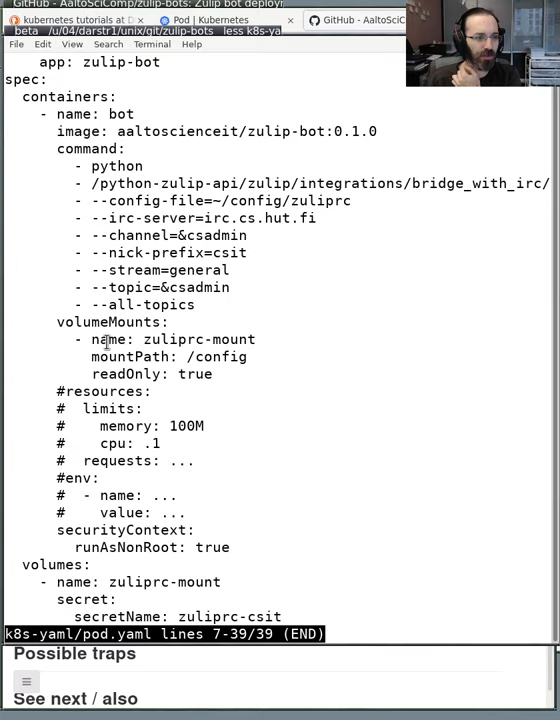 GitHub - AaltoSciComp/zulip-bots: Zulip bot deploym
kubernetes tutorials at D
Pod | Kubernetes
GitHub - AaltoSciC
beta /u/04/darstr1/unix/git/zulip-bots less k8s-ya
File Edit View Search Terminal Help
app: zulip-bot
spec:
containers:
- name: bot
image: aaltoscienceit/zulip-bot:0.1.0
command:
- python
- /python-zulip-api/zulip/integrations/bridge_with_irc/
- --config-file=~/config/zuliprc
- --irc-server=irc.cs.hut.fi
- --channel=&csadmin
- --nick-prefix=csit
- --stream=general
- --topic=&csadmin
- --all-topics
volumeMounts:
- name: zuliprc-mount
mountPath: /config
readOnly: true
#resources:
#  limits:
#    memory: 100M
#    cpu: .1
#  requests: ...
#env:
#  - name: ...
#    value: ...
securityContext:
runAsNonRoot: true
volumes:
- name: zuliprc-mount
secret:
secretName: zuliprc-csit
k8s-yaml/pod.yaml lines 7-39/39 (END)
Possible traps
See next / also